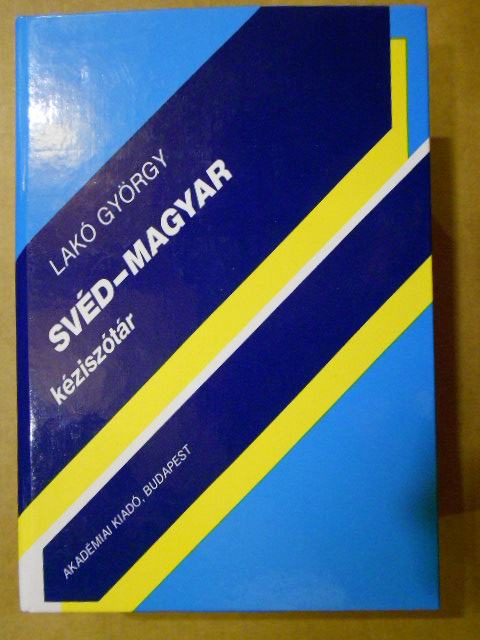 LAKÓ GYÖRGY
SVÉD–MAGYAR
kéziszótár
AKADÉMIAI KIADÓ, BUDAPEST